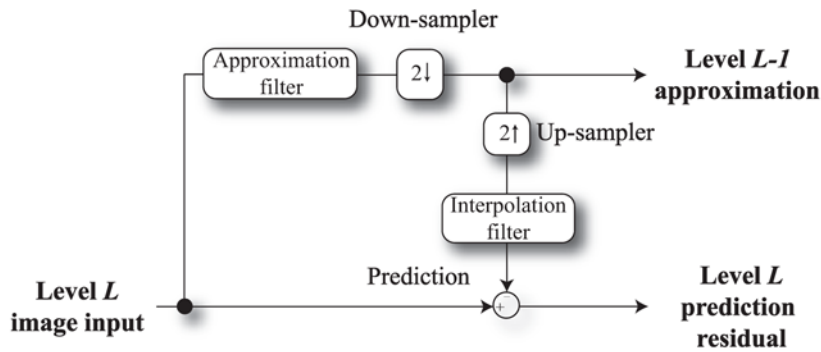 Down-sampler
Approximation
filter
2↓
Level L-1
approximation
2↑
Up-sampler
Interpolation
filter
Prediction
Level L
image input
+
-
Level L
prediction
residual